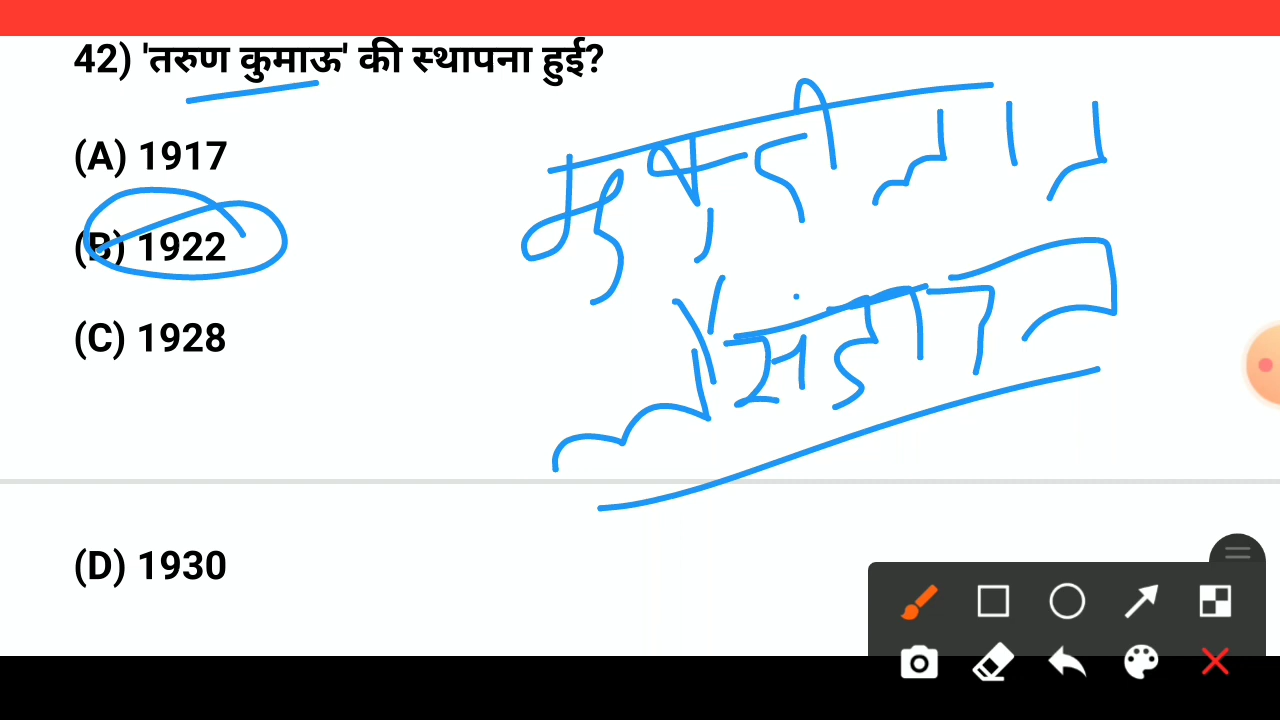 42) 'तरुण कुमाऊ' की स्थापना हुई?
(A) 1917
(B) 1922
(C) 1928
(D) 1930